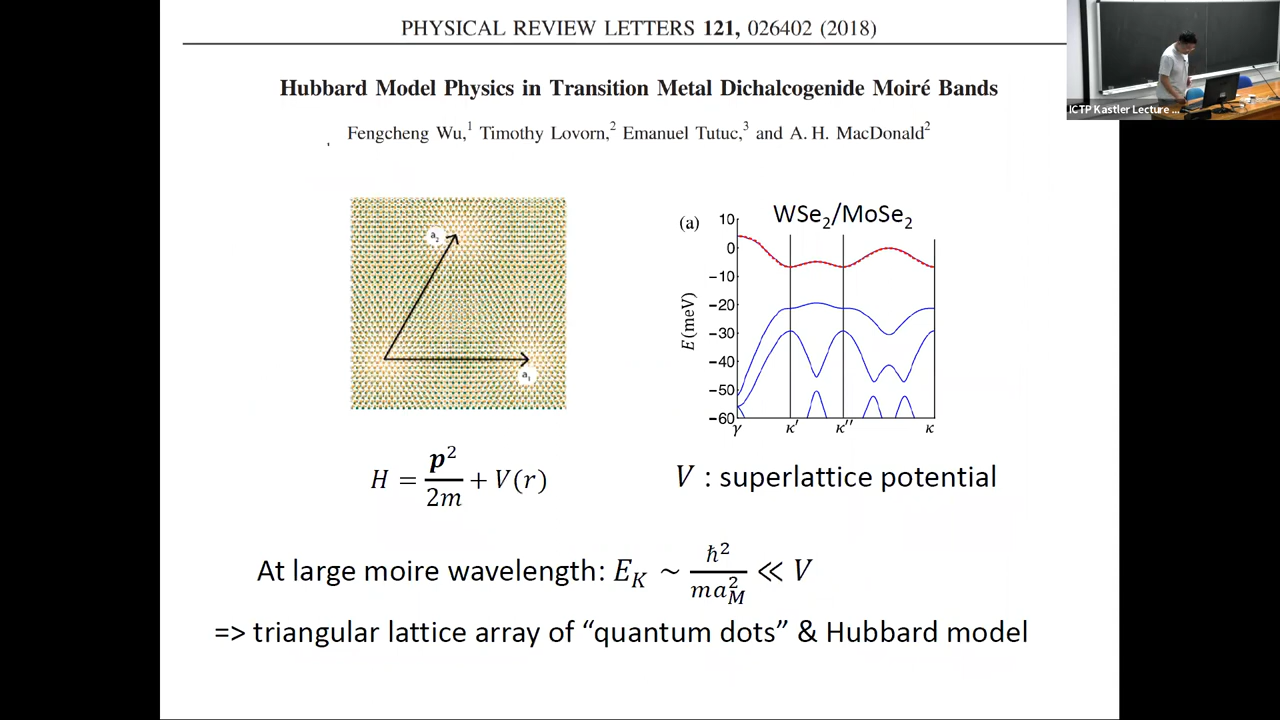 PHYSICAL REVIEW LETTERS 121, 026402 (2018)
Hubbard Model Physics in Transition Metal Dichalcogenide Moiré Bands
Fengcheng Wu,¹ Timothy Lovorn,² Emanuel Tutuc,³ and A. H. MacDonald²
ICTP Kastler Lecture ...
a₂
a₁
(a) WSe₂/MoSe₂
10
0
−10
−20
−30
−40
−50
−60
E (meV)
γ κ′ κ′′ κ
H = p²/2m + V(r)
V : superlattice potential
At large moire wavelength: E_K ~ ħ²/ma_M² ≪ V
=> triangular lattice array of “quantum dots” & Hubbard model